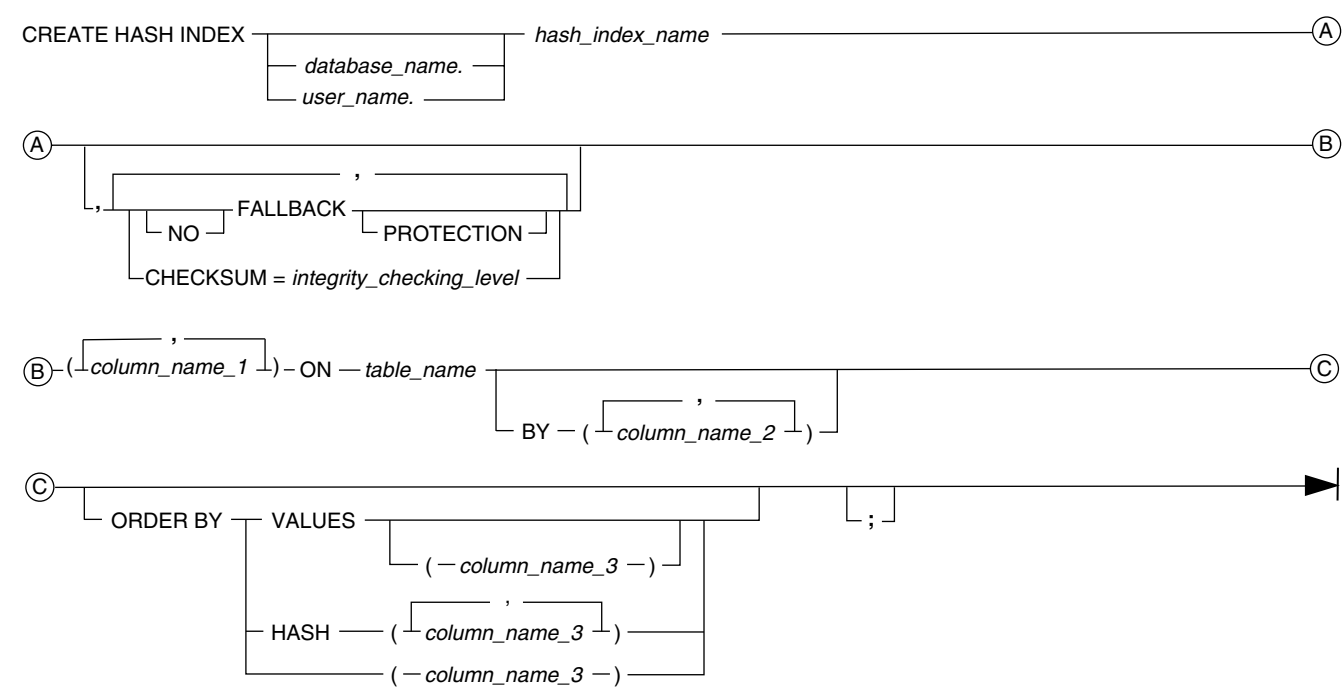 CREATE HASH INDEX hash_index_name A
database_name.
user_name.
A B
,
, NO FALLBACK PROTECTION
CHECKSUM = integrity_checking_level
,
B ( column_name_1 ) ON table_name C
,
BY ( column_name_2 )
C
ORDER BY VALUES ;
( column_name_3 )
,
HASH ( column_name_3 )
( column_name_3 )